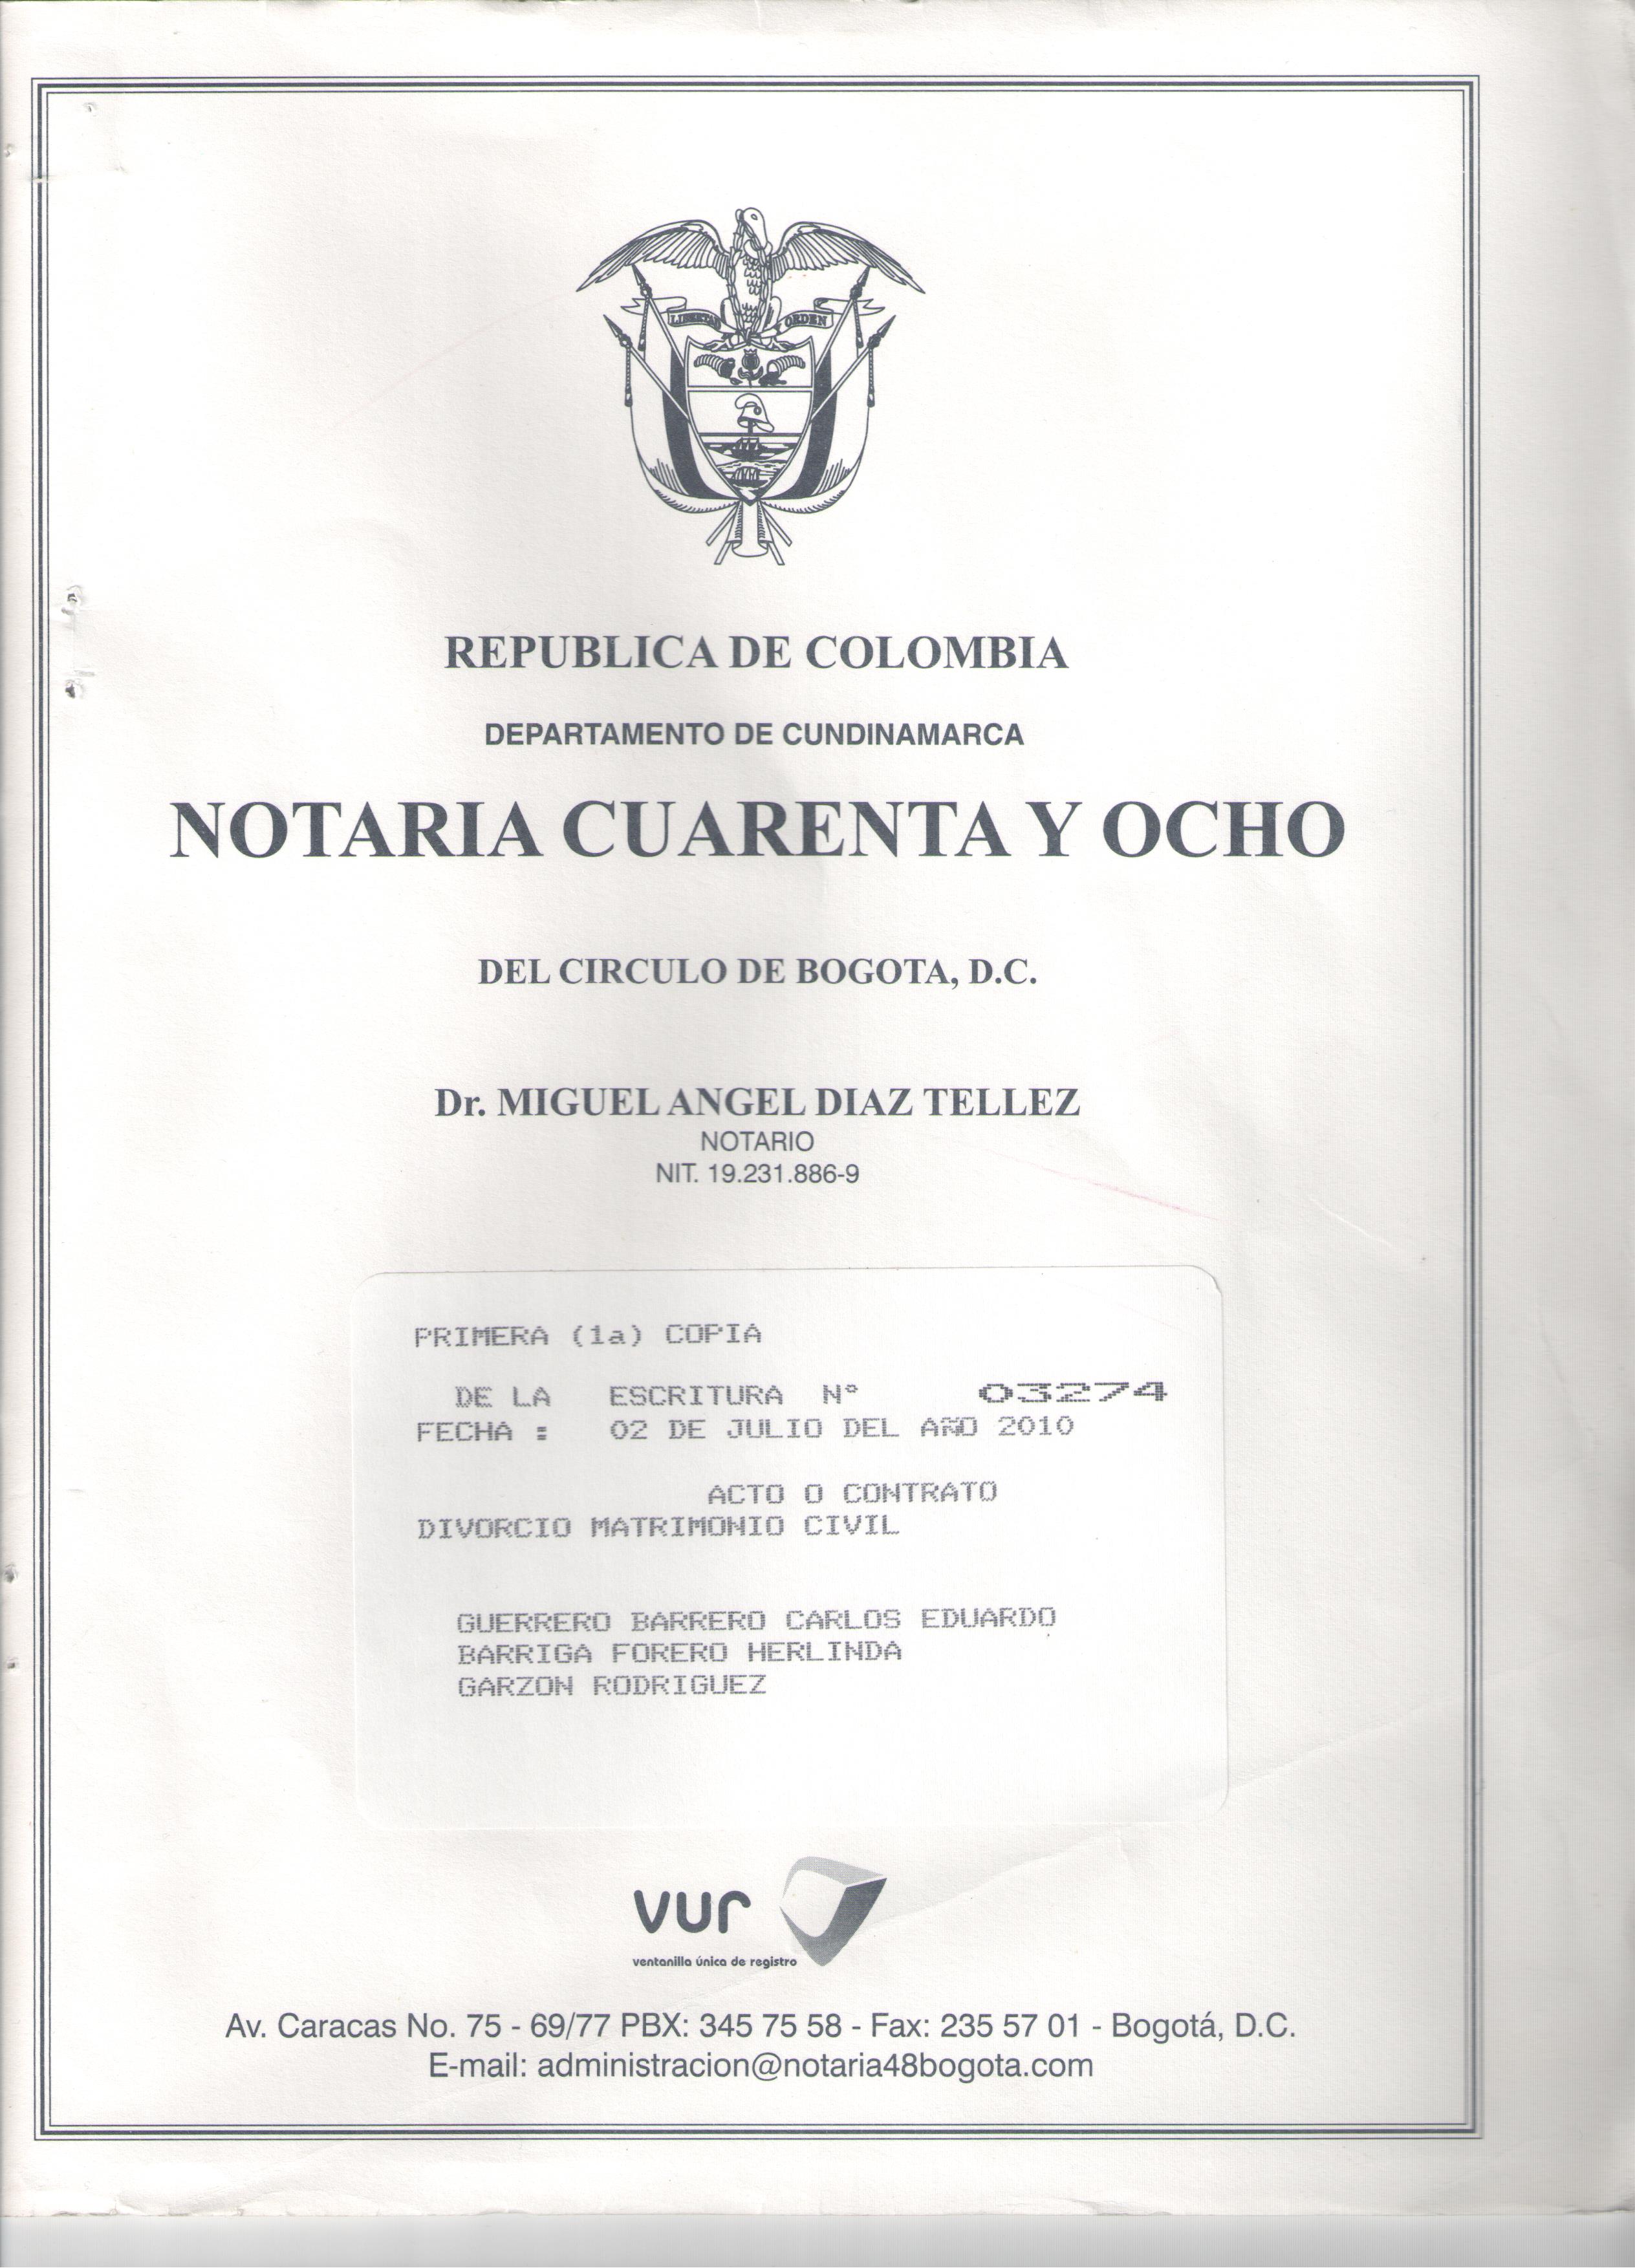 LIBERTAD Y ORDEN
REPUBLICA DE COLOMBIA
DEPARTAMENTO DE CUNDINAMARCA
NOTARIA CUARENTA Y OCHO
DEL CIRCULO DE BOGOTA, D.C.
Dr. MIGUEL ANGEL DIAZ TELLEZ
NOTARIO
NIT. 19.231.886-9
PRIMERA (1a) COPIA
DE LA ESCRITURA Nº 03274
FECHA : 02 DE JULIO DEL AÑO 2010
ACTO O CONTRATO
DIVORCIO MATRIMONIO CIVIL
GUERRERO BARRERO CARLOS EDUARDO
BARRIGA FORERO HERLINDA
GARZON RODRIGUEZ
vur
ventanilla única de registro
Av. Caracas No. 75 - 69/77 PBX: 345 75 58 - Fax: 235 57 01 - Bogotá, D.C.
E-mail: administracion@notaria48bogota.com